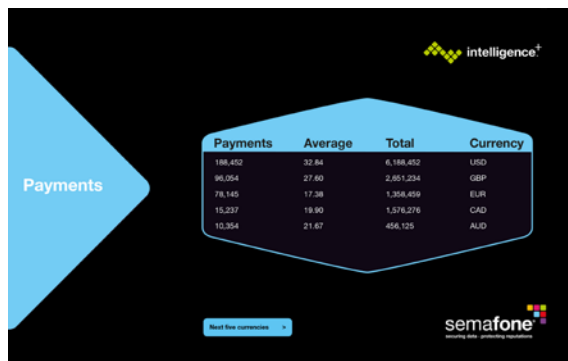 intelligence+
Payments
Payments Average Total Currency
188,452 32.84 6,188,452 USD
96,054 27.60 2,651,234 GBP
78,145 17.38 1,358,459 EUR
15,237 19.90 1,576,276 CAD
10,354 21.67 456,125 AUD
Next five currencies >
semafone
securing data · protecting reputations